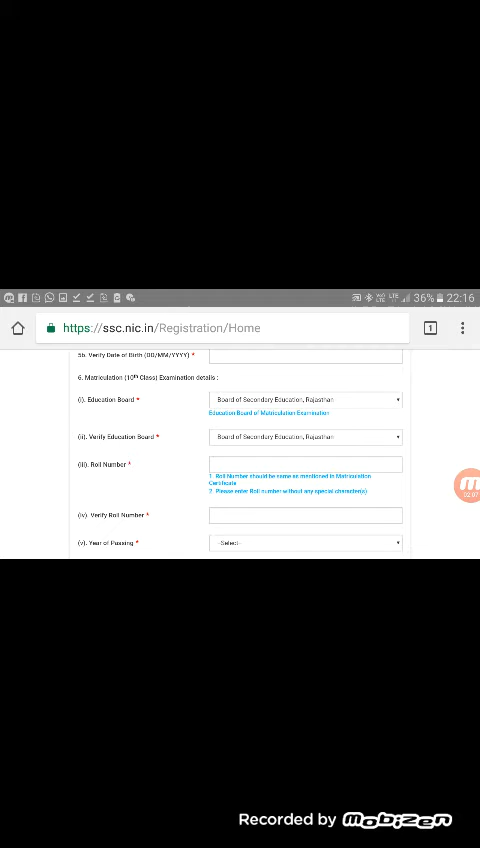 36% 22:16
https://ssc.nic.in/Registration/Home 1
5b. Verify Date of Birth (DD/MM/YYYY) *
6. Matriculation (10th Class) Examination details :
(i). Education Board * Board of Secondary Education, Rajasthan
Education Board of Matriculation Examination
(ii). Verify Education Board * Board of Secondary Education, Rajasthan
(iii). Roll Number *
1. Roll Number should be same as mentioned in Matriculation
Certificate
2. Please enter Roll number without any special character(s)
(iv). Verify Roll Number *
02:07
(v). Year of Passing * --Select--
Recorded by Mobizen